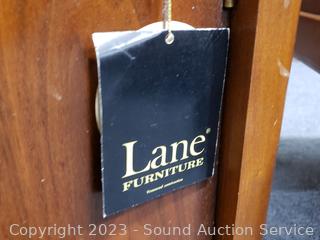 Lane®
FURNITURE
Copyright 2023 - Sound Auction Service